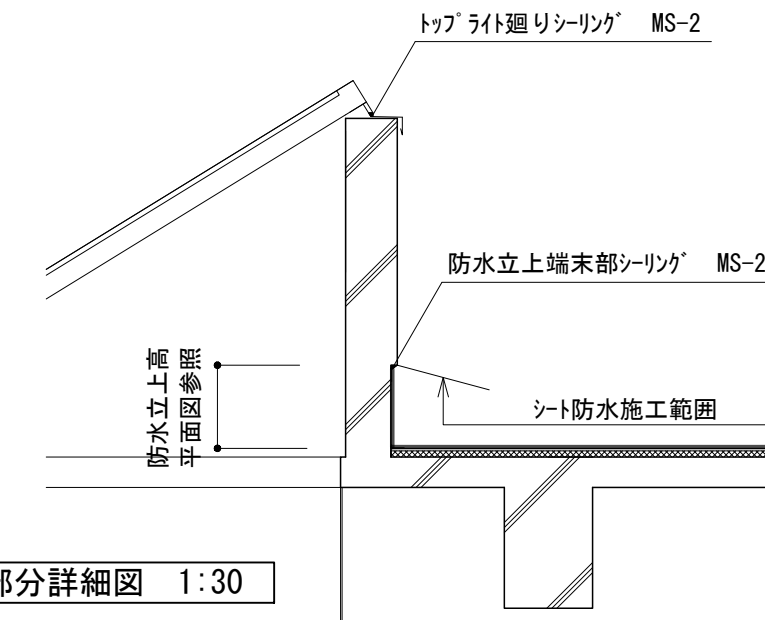 トップライト廻りシーリング MS-2
防水立上端末部シーリング MS-2
防水立上高
平面図参照
シート防水施工範囲
部分詳細図 1:30